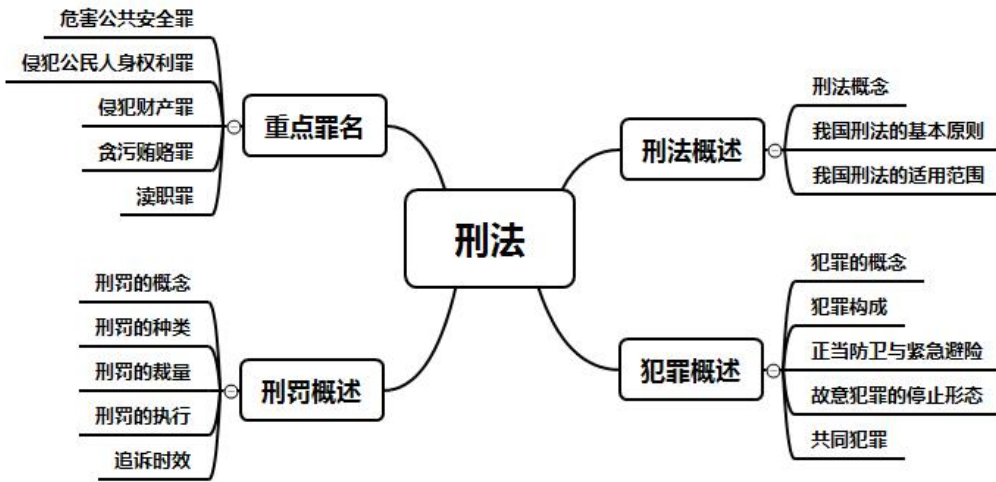 刑法
刑法概述
刑法概念
我国刑法的基本原则
我国刑法的适用范围
犯罪概述
犯罪的概念
犯罪构成
正当防卫与紧急避险
故意犯罪的停止形态
共同犯罪
重点罪名
危害公共安全罪
侵犯公民人身权利罪
侵犯财产罪
贪污贿赂罪
渎职罪
刑罚概述
刑罚的概念
刑罚的种类
刑罚的裁量
刑罚的执行
追诉时效